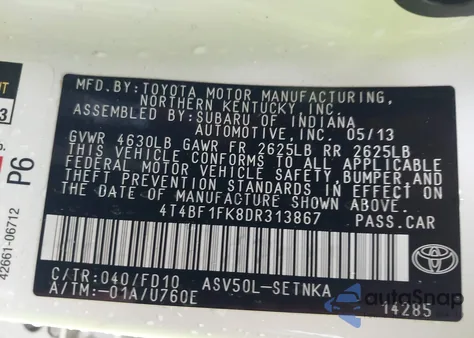 MFD.BY:TOYOTA MOTOR MANUFACTURING,
NORTHERN KENTUCKY INC.
ASSEMBLED BY:SUBARU OF INDIANA
AUTOMOTIVE,INC.05/13
GVWR 4630LB GAWR FR 2625LB RR 2625LB
THIS VEHICLE CONFORMS TO ALL APPLICABLE
FEDERAL MOTOR VEHICLE SAFETY, BUMPER, AND
THEFT PREVENTION STANDARDS IN EFFECT ON
THE DATE OF MANUFACTURE SHOWN ABOVE.
4T4BF1FK8DR313867 PASS.CAR
C/TR:040/FD10 ASV50L-SETNKA
A/TM:-01A/U760E
14285
TOYOTA
P6
42661-06712
autoSnap